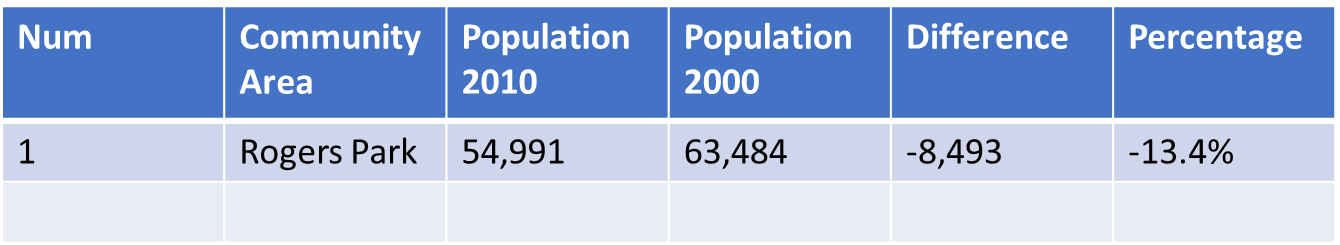 Num Community Area Population 2010 Population 2000 Difference Percentage
1 Rogers Park 54,991 63,484 -8,493 -13.4%